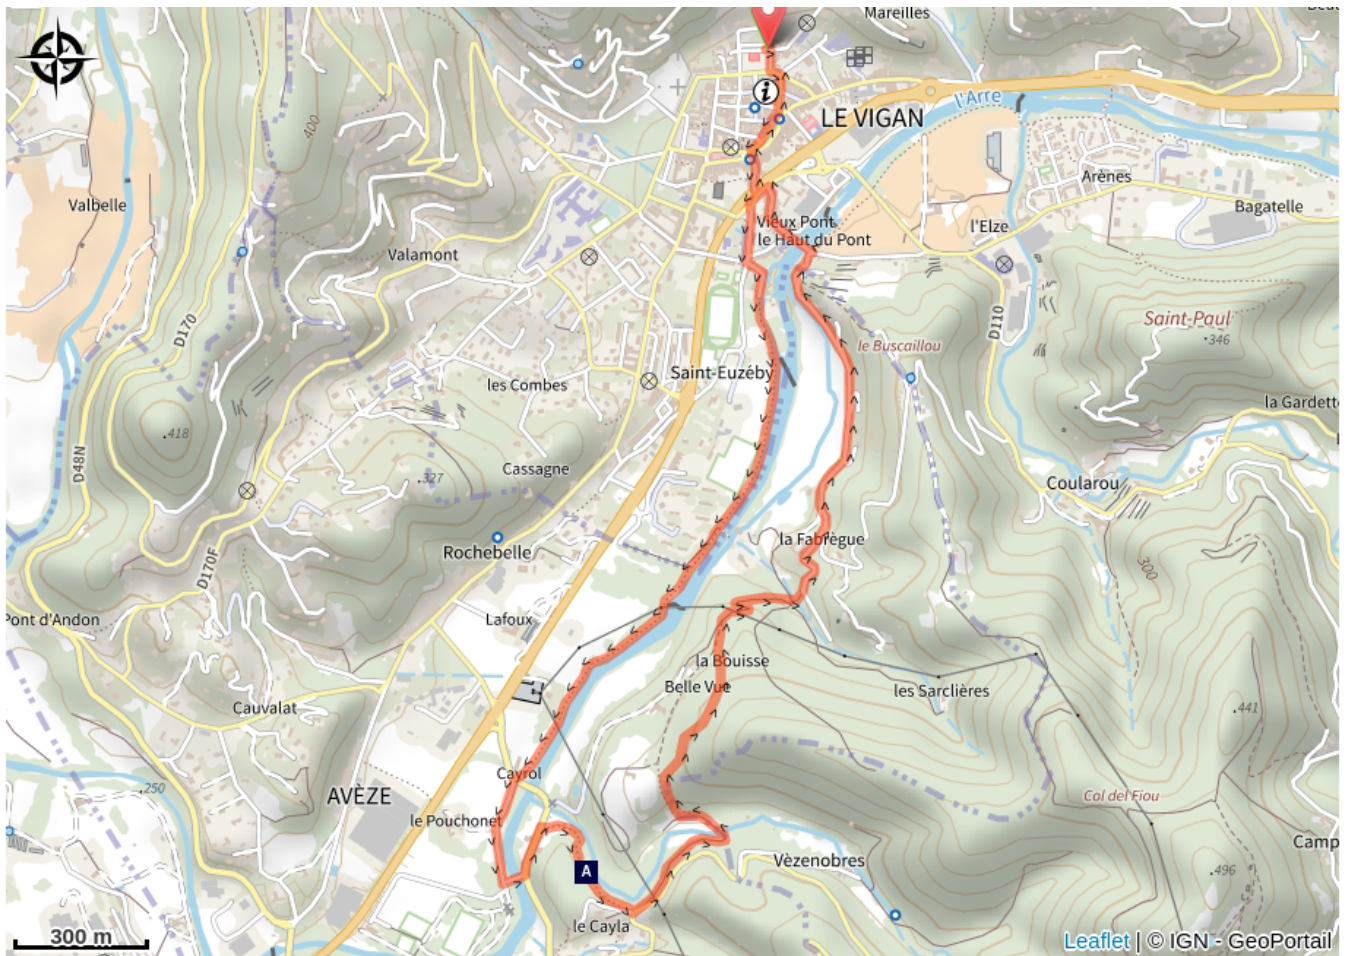 Mareilles
i
LE VIGAN
l'Arre
400
Valbelle
Arènes
Bagatelle
Vieux Pont
le Haut du Pont
l'Elze
Valamont
D170
D110
Saint-Paul
346
le Buscaillou
Saint-Euzéby
les Combes
la Gardette
418
D48N
Cassagne
327
Coularou
Rochebelle
la Fabrègue
D170F
300
Pont d'Andon
Lafoux
la Bouisse
Belle Vue
les Sarclières
Cauvalat
441
Cayrol
250
AVÈZE
Col del Fiou
le Pouchonet
Camp
Vèzenobres
A
496
le Cayla
300 m
Leaflet | © IGN - GeoPortail